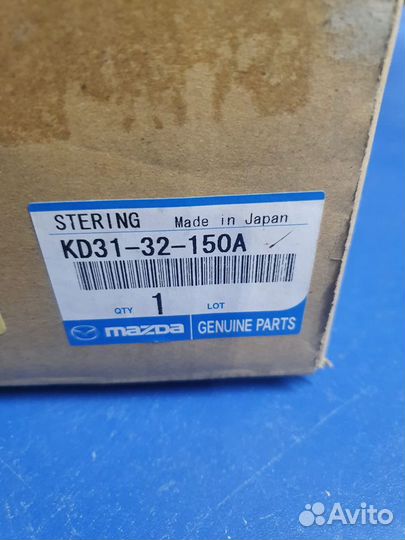 STERING Made in Japan
KD31-32-150A
QTY 1 LOT
mazda GENUINE PARTS
Avito